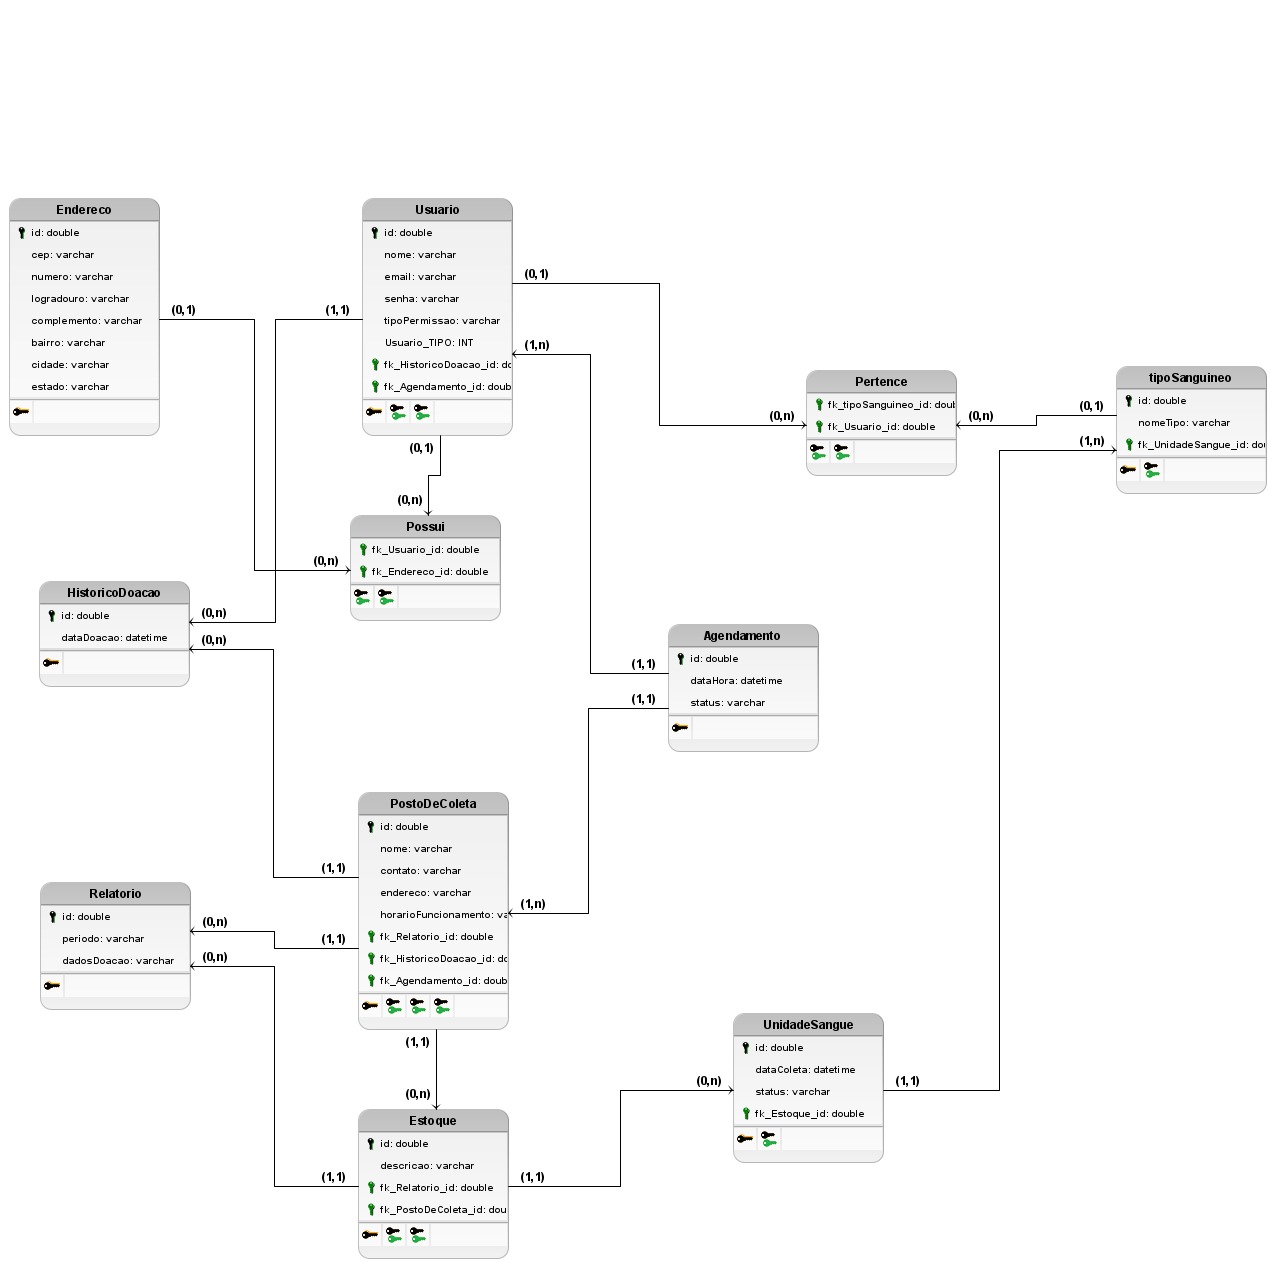 Endereco
id: double
cep: varchar
numero: varchar
logradouro: varchar
complemento: varchar
bairro: varchar
cidade: varchar
estado: varchar
(0,1)
(1,1)
Usuario
id: double
nome: varchar
email: varchar
senha: varchar
tipoPermissao: varchar
Usuario_TIPO: INT
fk_HistoricoDoacao_id: do
fk_Agendamento_id: doub
(0,1)
(1,n)
(0,1)
(0,n)
Pertence
fk_tipoSanguineo_id: doub
fk_Usuario_id: double
(0,n)
(0,n)
tipoSanguineo
id: double
nomeTipo: varchar
fk_UnidadeSangue_id: dou
(0,1)
(1,n)
Possui
fk_Usuario_id: double
fk_Endereco_id: double
(0,n)
HistoricoDoacao
id: double
dataDoacao: datetime
(0,n)
(0,n)
Agendamento
id: double
dataHora: datetime
status: varchar
(1,1)
(1,1)
PostoDeColeta
id: double
nome: varchar
contato: varchar
endereco: varchar
horarioFuncionamento: va
fk_Relatorio_id: double
fk_HistoricoDoacao_id: do
fk_Agendamento_id: doub
(1,1)
(1,n)
(1,1)
(1,1)
(0,n)
Relatorio
id: double
periodo: varchar
dadosDoacao: varchar
(0,n)
(0,n)
Estoque
id: double
descricao: varchar
fk_Relatorio_id: double
fk_PostoDeColeta_id: dou
(1,1)
(1,1)
UnidadeSangue
id: double
dataColeta: datetime
status: varchar
fk_Estoque_id: double
(0,n)
(1,1)